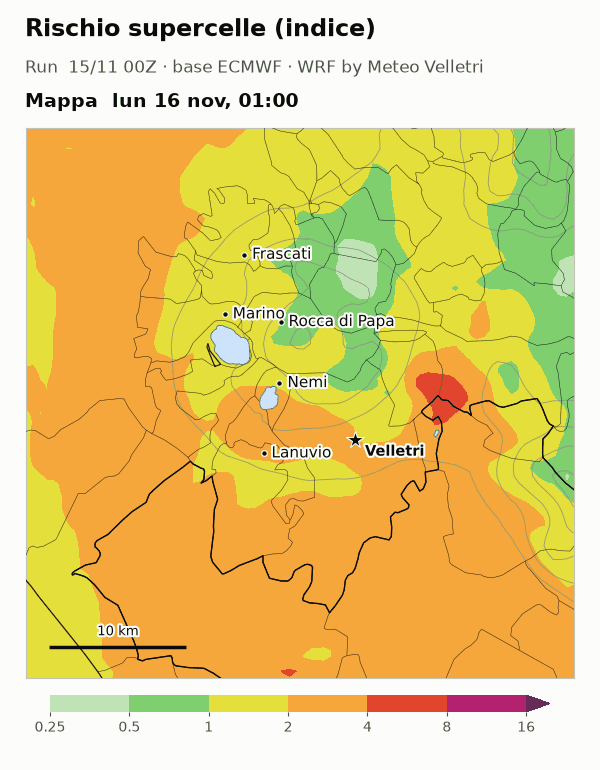 Rischio supercelle (indice)
Run  15/11 00Z · base ECMWF · WRF by Meteo Velletri
Mappa  lun 16 nov, 01:00
Frascati
Marino
Rocca di Papa
Nemi
Velletri
Lanuvio
10 km
0.25 0.5 1 2 4 8 16